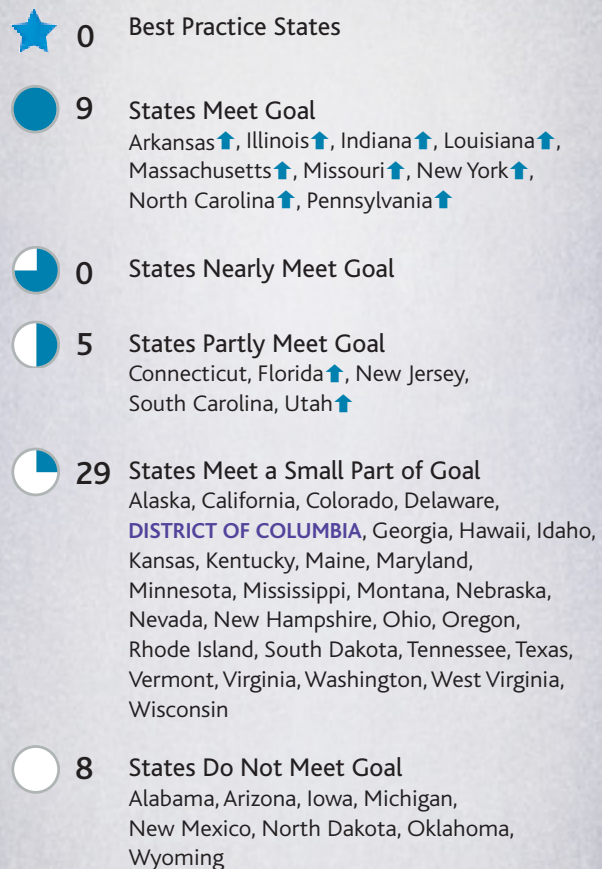 0 Best Practice States
9 States Meet Goal
Arkansas⬆, Illinois⬆, Indiana⬆, Louisiana⬆,
Massachusetts⬆, Missouri⬆, New York⬆,
North Carolina⬆, Pennsylvania⬆
0 States Nearly Meet Goal
5 States Partly Meet Goal
Connecticut, Florida⬆, New Jersey,
South Carolina, Utah⬆
29 States Meet a Small Part of Goal
Alaska, California, Colorado, Delaware,
DISTRICT OF COLUMBIA, Georgia, Hawaii, Idaho,
Kansas, Kentucky, Maine, Maryland,
Minnesota, Mississippi, Montana, Nebraska,
Nevada, New Hampshire, Ohio, Oregon,
Rhode Island, South Dakota, Tennessee, Texas,
Vermont, Virginia, Washington, West Virginia,
Wisconsin
8 States Do Not Meet Goal
Alabama, Arizona, Iowa, Michigan,
New Mexico, North Dakota, Oklahoma,
Wyoming